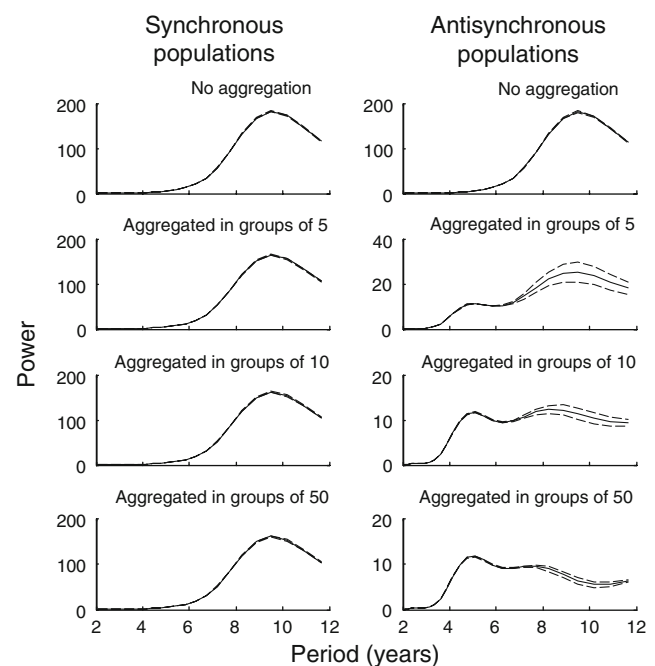 Synchronous
populations
Antisynchronous
populations
No aggregation
No aggregation
200
100
0
200
100
0
Aggregated in groups of 5
Aggregated in groups of 5
200
100
0
40
20
0
Aggregated in groups of 10
Aggregated in groups of 10
200
100
0
20
10
0
Aggregated in groups of 50
Aggregated in groups of 50
200
100
0
20
10
0
2 4 6 8 10 12
2 4 6 8 10 12
Power
Period (years)